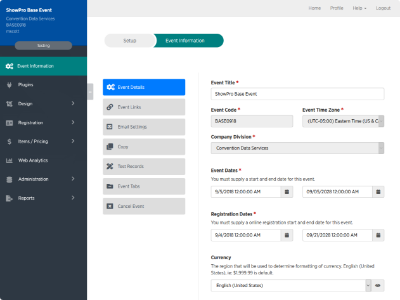 ShowPro Base Event
Convention Data Services
BASE0918
Testing
Home
Profile
Help
Logout
Setup
Event Information
Event Information
Plugins
Design
Registration
Items / Pricing
Web Analytics
Administration
Reports
Event Details
Event Links
Email Settings
Copy
Test Records
Event Tabs
Cancel Event
Event Title *
ShowPro Base Event
Event Code *
Event Time Zone *
BASE0918
(UTC-05:00) Eastern Time (US & C
Company Division *
Convention Data Services
Event Dates *
You must supply a start and end date for this event.
9/5/2018 12:00:00 AM
09/05/2028 12:00:00 AM
Registration Dates *
You must supply a online registration start and end date for this event.
9/4/2018 12:00:00 AM
09/21/2028 12:00:00 AM
Currency
The region that will be used to determine formatting of currency. English (United
States), or $1,999.99 is default.
English (United States)